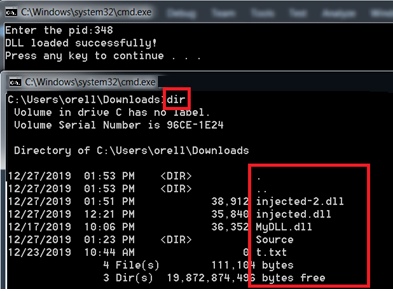 Debug Team Tools Test Analyze Window
C:\Windows\system32\cmd.exe
Enter the pid:348
DLL loaded successfully!
Press any key to continue . . .
C:\Windows\system32\cmd.exe
C:\Users\orell\Downloads>dir
Volume in drive C has no label.
Volume Serial Number is 96CE-1E24
Directory of C:\Users\orell\Downloads
12/27/2019 01:53 PM <DIR> .
12/27/2019 01:53 PM <DIR> ..
12/27/2019 01:51 PM 38,912 injected-2.dll
12/27/2019 12:21 PM 35,840 injected.dll
12/17/2019 10:06 PM 36,352 MyDLL.dll
12/27/2019 01:23 PM <DIR> Source
12/23/2019 10:44 AM 0 t.txt
4 File(s) 111,104 bytes
3 Dir(s) 19,872,874,496 bytes free